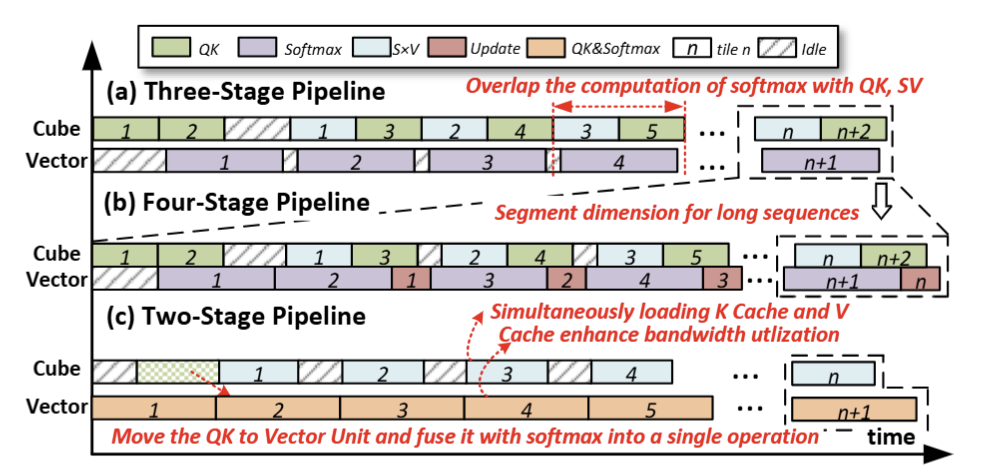 QK Softmax S×V Update QK&Softmax n tile n Idle
(a) Three-Stage Pipeline
Overlap the computation of softmax with QK, SV
Cube 1 2 1 3 2 4 3 5 ... n n+2
Vector 1 2 3 4 ... n+1
(b) Four-Stage Pipeline
Segment dimension for long sequences
Cube 1 2 1 3 2 4 3 5 ... n n+2
Vector 1 2 1 3 2 4 3 ... n+1 n
(c) Two-Stage Pipeline
Simultaneously loading K Cache and V
Cache enhance bandwidth utlization
Cube 1 2 3 4 ... n
Vector 1 2 3 4 5 ... n+1
Move the QK to Vector Unit and fuse it with softmax into a single operation
time